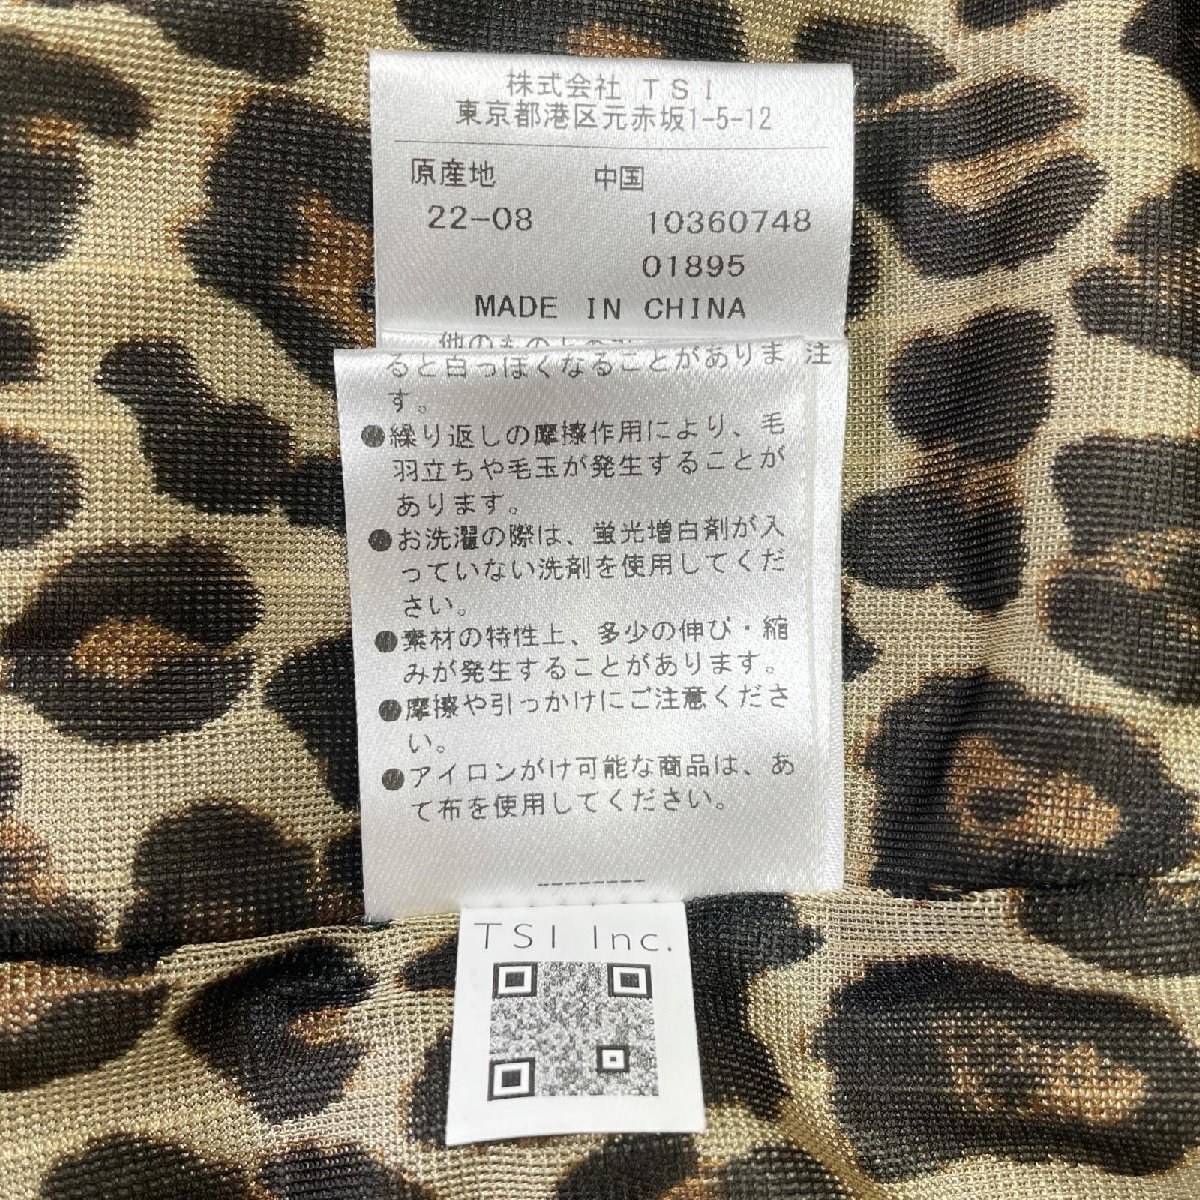 株式会社 TSI
東京都港区元赤坂1-5-12
原産地 中国
22-08 10360748
01895
MADE IN CHINA
他のものとの
ると白っぽくなることがありま 注
す。
●繰り返しの摩擦作用により、毛
羽立ちや毛玉が発生することが
あります。
●お洗濯の際は、蛍光増白剤が入
っていない洗剤を使用してくだ
さい。
●素材の特性上、多少の伸び・縮
みが発生することがあります。
●摩擦や引っかけにご注意くださ
い。
●アイロンがけ可能な商品は、あ
て布を使用してください。
--------
TSI Inc.